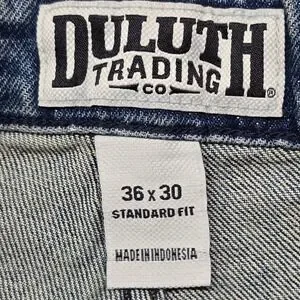 DULUTH
TRADING
CO
®
36 x 30
STANDARD FIT
MADE IN INDONESIA